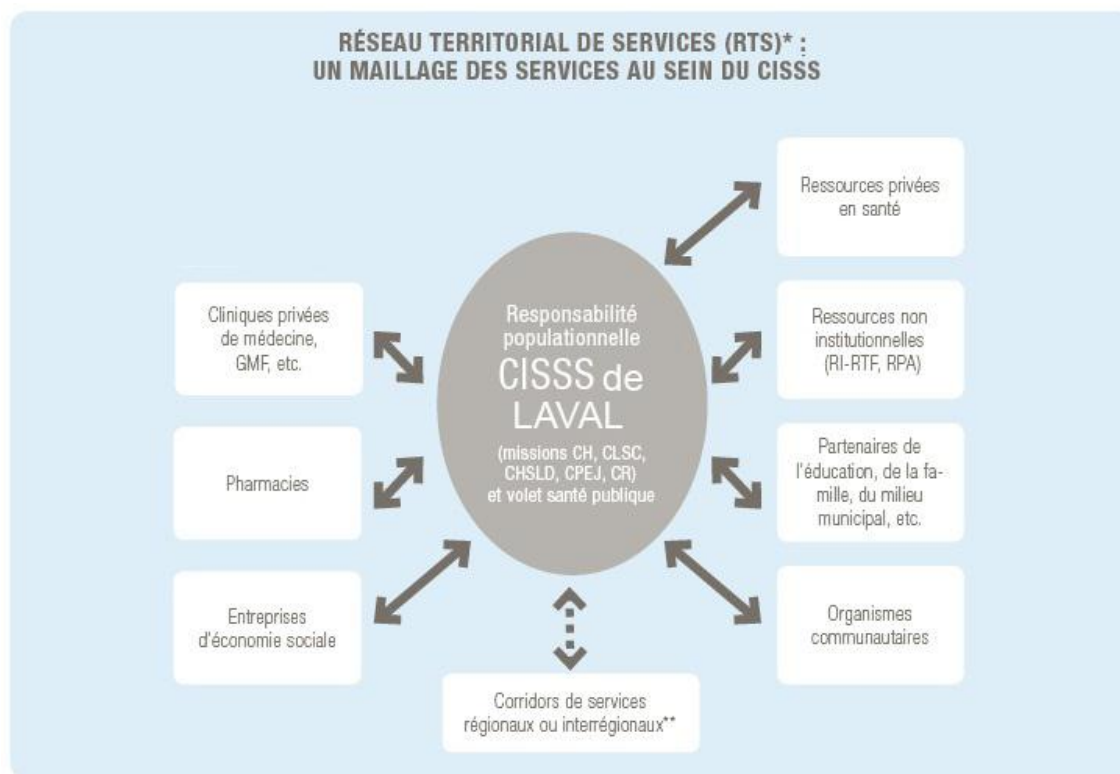 RÉSEAU TERRITORIAL DE SERVICES (RTS)* :
UN MAILLAGE DES SERVICES AU SEIN DU CISSS
Ressources privées
en santé
Cliniques privées
de médecine,
GMF, etc.
Responsabilité
populationnelle
CISSS de
LAVAL
(missions CH, CLSC,
CHSLD, CPEJ, CR)
et volet santé publique
Ressources non
institutionnelles
(RI-RTF, RPA)
Pharmacies
Partenaires de
l'éducation, de la fa-
mille, du milieu
municipal, etc.
Entreprises
d'économie sociale
Organismes
communautaires
Corridors de services
régionaux ou interrégionaux**